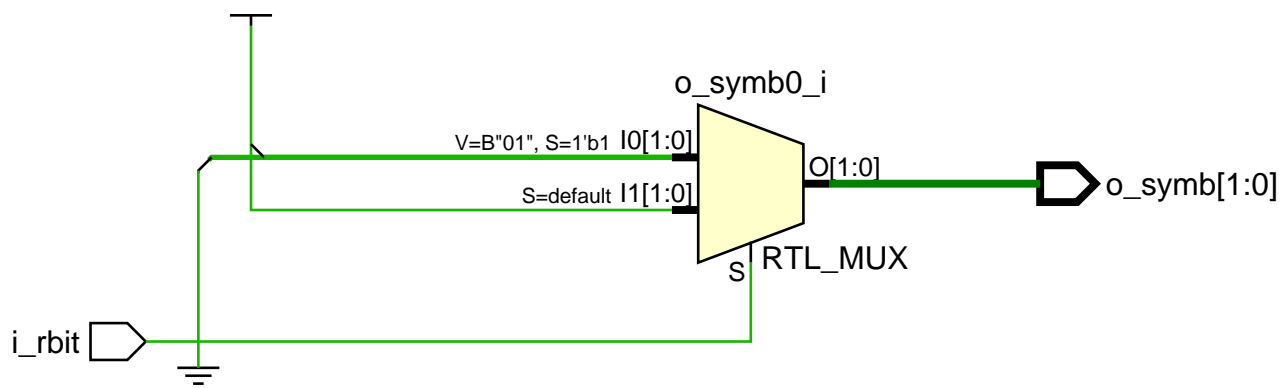 o_symb0_i
V=B"01", S=1'b1 I0[1:0]
O[1:0]
o_symb[1:0]
S=default I1[1:0]
S
RTL_MUX
i_rbit